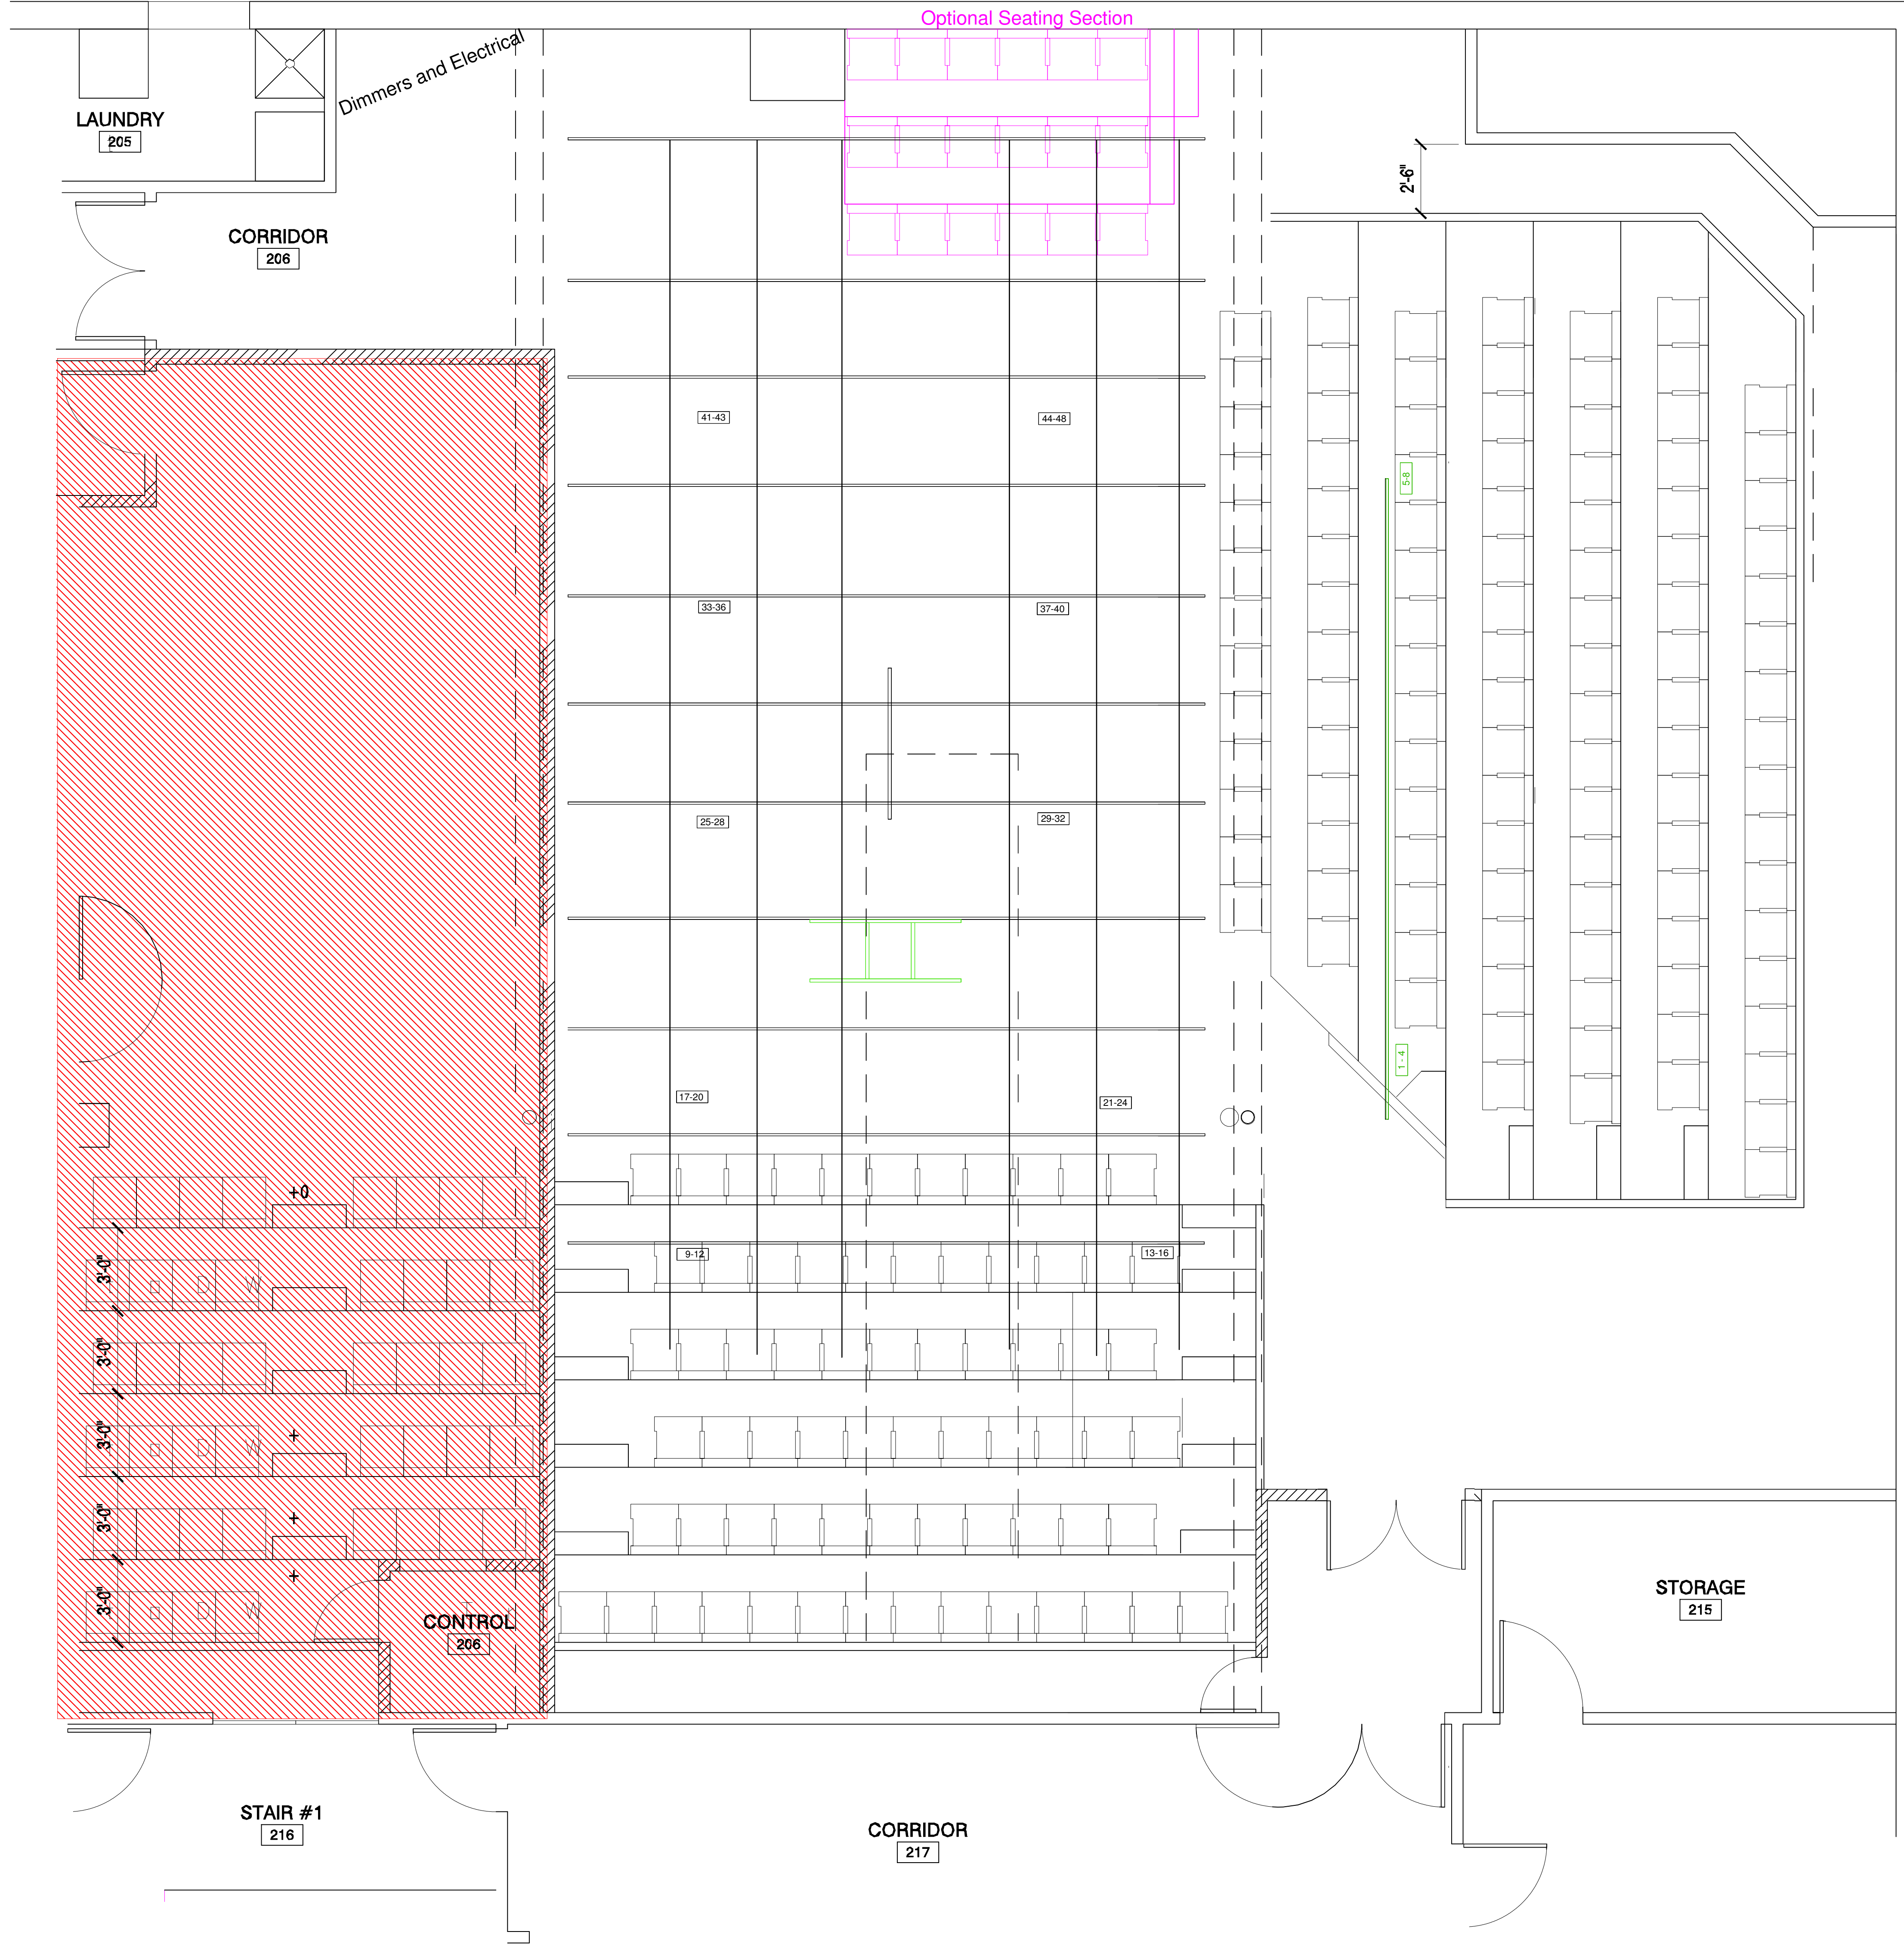 Optional Seating Section
Dimmers and Electrical
LAUNDRY
205
2'-6"
CORRIDOR
206
41-43
44-48
5-8
33-36
37-40
25-28
29-32
1 - 4
17-20
21-24
+0
9-12
13-16
3'-0"
D W
3'-0"
3'-0"
D W
+
3'-0"
+
3'-0"
D W
+
CONTROL
206
STORAGE
215
STAIR #1
216
CORRIDOR
217